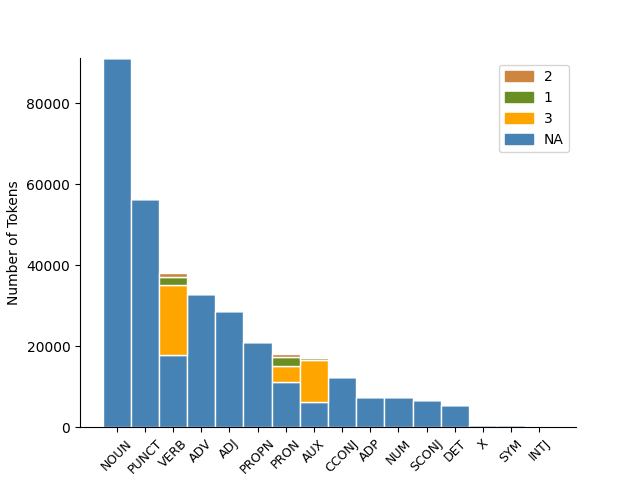 2
1
3
NA
80000
60000
40000
20000
0
Number of Tokens
NOUN
PUNCT
VERB
ADV
ADJ
PROPN
PRON
AUX
CCONJ
ADP
NUM
SCONJ
DET
X
SYM
INTJ